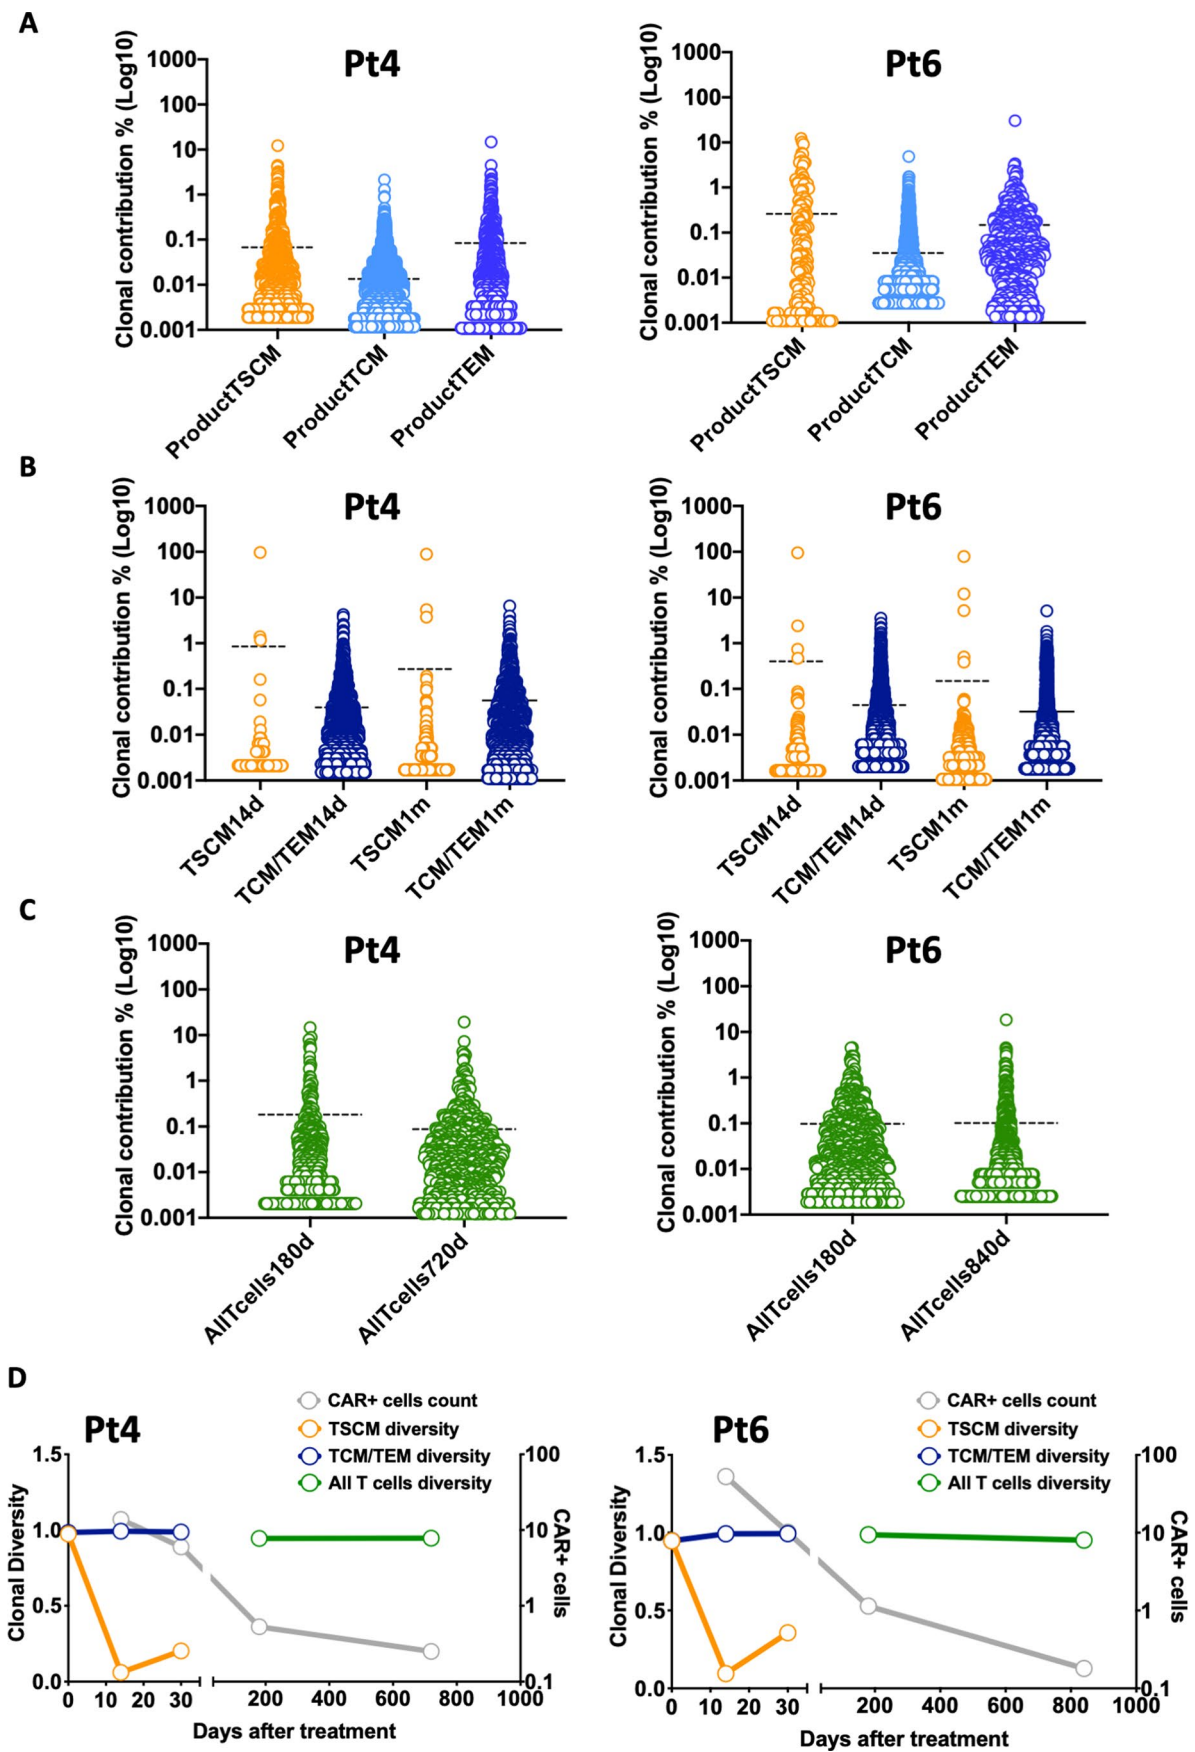 A
Pt4
Pt6
Clonal contribution % (Log10)
1000
100
10
1
0.1
0.01
0.001
ProductTSCM
ProductTCM
ProductTEM
Clonal contribution % (Log10)
1000
100
10
1
0.1
0.01
0.001
ProductTSCM
ProductTCM
ProductTEM
B
Pt4
Pt6
Clonal contribution % (Log10)
1000
100
10
1
0.1
0.01
0.001
TSCM14d
TCM/TEM14d
TSCM1m
TCM/TEM1m
Clonal contribution % (Log10)
1000
100
10
1
0.1
0.01
0.001
TSCM14d
TCM/TEM14d
TSCM1m
TCM/TEM1m
C
Pt4
Pt6
Clonal contribution % (Log10)
1000
100
10
1
0.1
0.01
0.001
AllTcells180d
AllTcells720d
Clonal contribution % (Log10)
1000
100
10
1
0.1
0.01
0.001
AllTcells180d
AllTcells840d
D
Pt4
CAR+ cells count
TSCM diversity
TCM/TEM diversity
All T cells diversity
Clonal Diversity
1.5
1.0
0.5
0.0
100
10
1
0.1
CAR+ cells
0 10 20 30 200 400 600 800 1000
Days after treatment
Pt6
CAR+ cells count
TSCM diversity
TCM/TEM diversity
All T cells diversity
Clonal Diversity
1.5
1.0
0.5
0.0
100
10
1
0.1
CAR+ cells
0 10 20 30 200 400 600 800 1000
Days after treatment